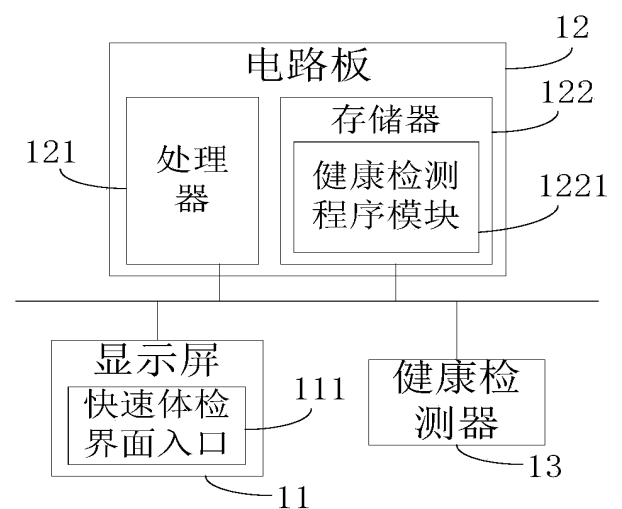 12
电路板
122
存储器
121
处理
器
健康检测
程序模块
1221
显示屏
快速体检
界面入口
111
11
健康检
测器
13